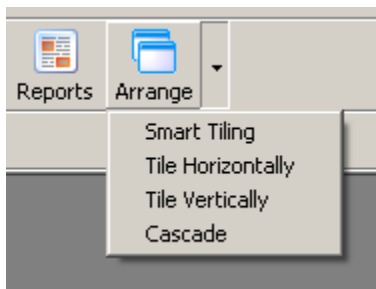 Reports Arrange
Smart Tiling
Tile Horizontally
Tile Vertically
Cascade